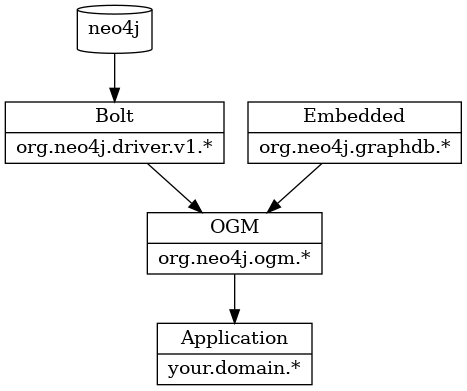 neo4j
Bolt
org.neo4j.driver.v1.*
Embedded
org.neo4j.graphdb.*
OGM
org.neo4j.ogm.*
Application
your.domain.*